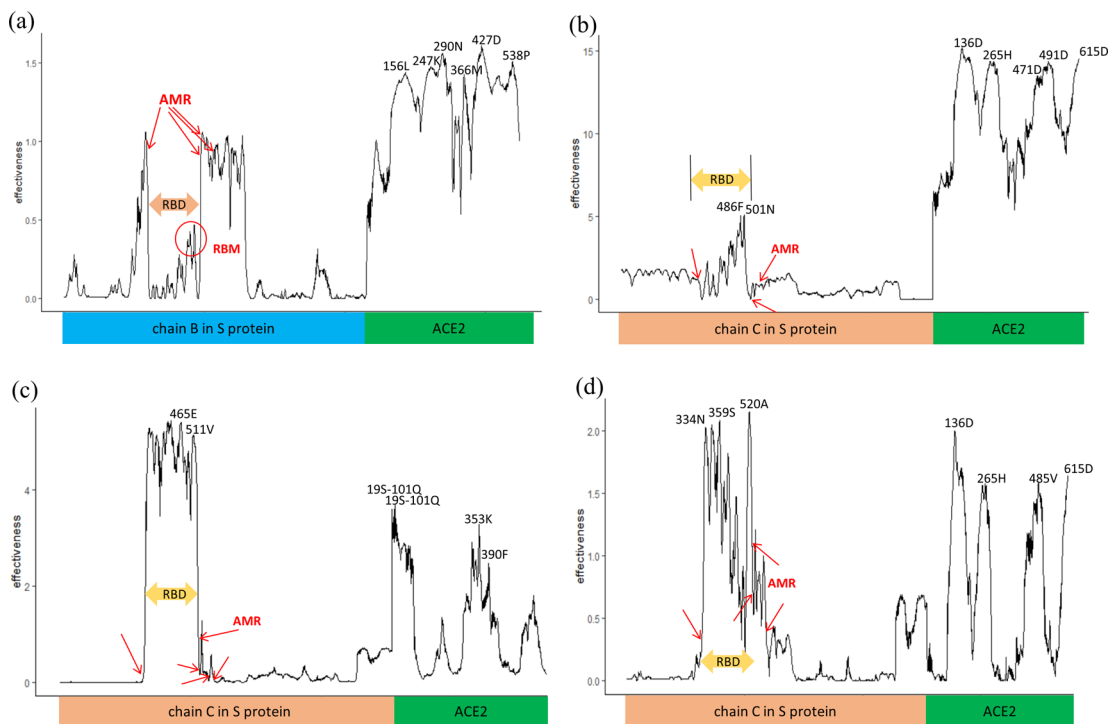 (a)
effectiveness
1.5
1.0
0.5
0.0
AMR
RBD
RBM
156L
247K
290N
366M
427D
538P
chain B in S protein
ACE2
(b)
effectiveness
15
10
5
0
RBD
486F
501N
AMR
136D
265H
471D
491D
615D
chain C in S protein
ACE2
(c)
effectiveness
4
2
0
465E
511V
RBD
AMR
19S-101Q
19S-101Q
353K
390F
chain C in S protein
ACE2
(d)
effectiveness
2.0
1.5
1.0
0.5
0.0
334N
359S
520A
AMR
RBD
136D
265H
485V
615D
chain C in S protein
ACE2